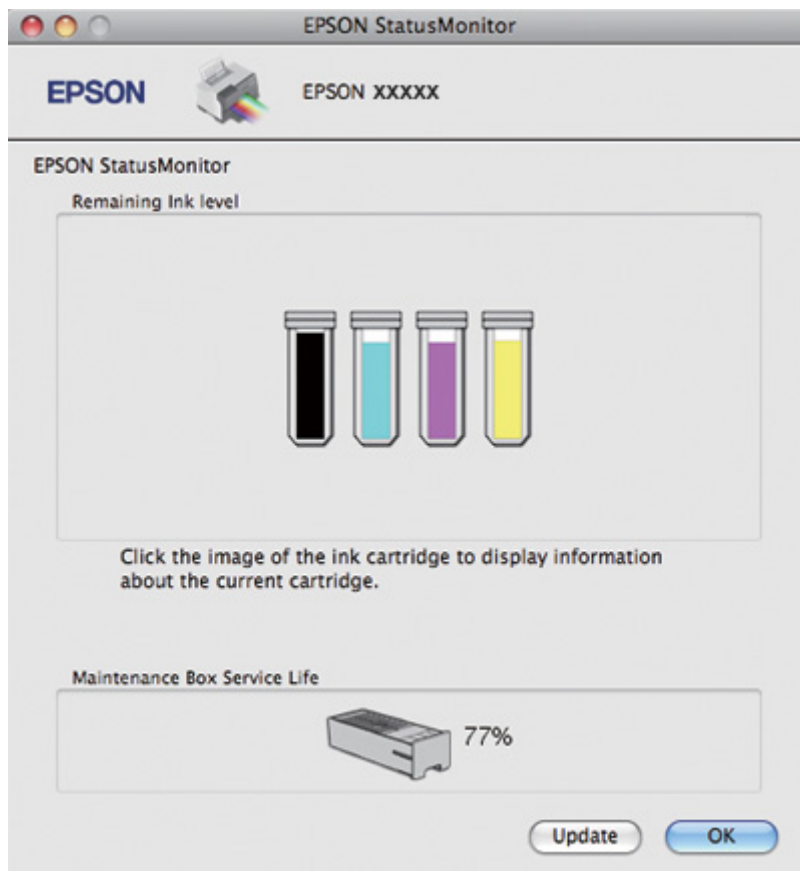 EPSON StatusMonitor
EPSON
EPSON XXXXX
EPSON StatusMonitor
Remaining Ink level
Click the image of the ink cartridge to display information
about the current cartridge.
Maintenance Box Service Life
77%
Update
OK